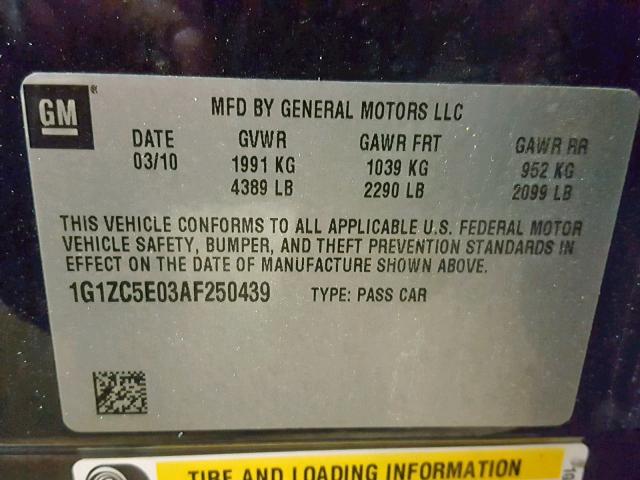 GM
MFD BY GENERAL MOTORS LLC
DATE GVWR GAWR FRT GAWR RR
03/10 1991 KG 1039 KG 952 KG
4389 LB 2290 LB 2099 LB
THIS VEHICLE CONFORMS TO ALL APPLICABLE U.S. FEDERAL MOTOR
VEHICLE SAFETY, BUMPER, AND THEFT PREVENTION STANDARDS IN
EFFECT ON THE DATE OF MANUFACTURE SHOWN ABOVE.
1G1ZC5E03AF250439 TYPE: PASS CAR
TIRE AND LOADING INFORMATION